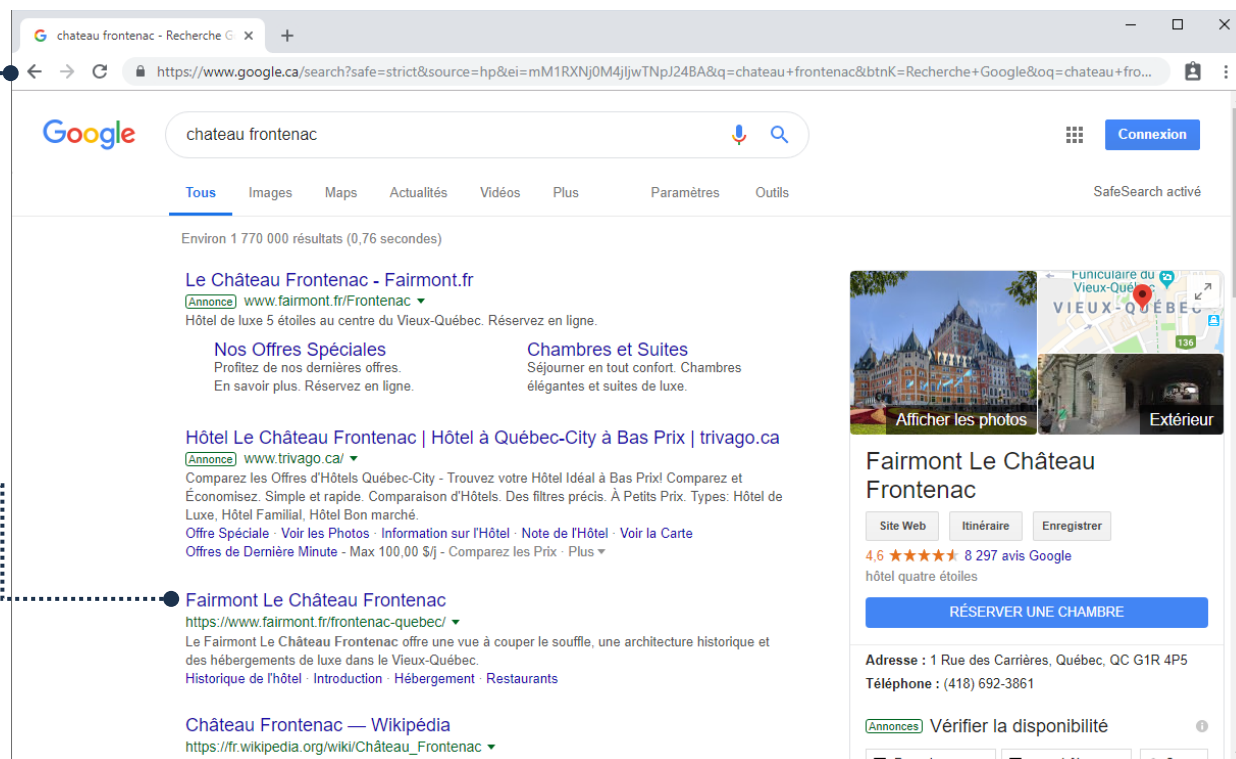 chateau frontenac - Recherche G
https://www.google.ca/search?safe=strict&source=hp&ei=mM1RXNj0M4jIjwTNpJ24BA&q=chateau+frontenac&btnK=Recherche+Google&oq=chateau+fro...
Google
chateau frontenac
Connexion
Tous Images Maps Actualités Vidéos Plus Paramètres Outils
SafeSearch activé
Environ 1 770 000 résultats (0,76 secondes)
Le Château Frontenac - Fairmont.fr
Annonce www.fairmont.fr/Frontenac
Hôtel de luxe 5 étoiles au centre du Vieux-Québec. Réservez en ligne.
Nos Offres Spéciales
Profitez de nos dernières offres.
En savoir plus. Réservez en ligne.
Chambres et Suites
Séjourner en tout confort. Chambres
élégantes et suites de luxe.
Hôtel Le Château Frontenac | Hôtel à Québec-City à Bas Prix | trivago.ca
Annonce www.trivago.ca/
Comparez les Offres d'Hôtels Québec-City - Trouvez votre Hôtel Idéal à Bas Prix! Comparez et
Économisez. Simple et rapide. Comparaison d'Hôtels. Des filtres précis. À Petits Prix. Types: Hôtel de
Luxe, Hôtel Familial, Hôtel Bon marché.
Offre Spéciale · Voir les Photos · Information sur l'Hôtel · Note de l'Hôtel · Voir la Carte
Offres de Dernière Minute - Max 100,00 $/j - Comparez les Prix · Plus
Fairmont Le Château Frontenac
https://www.fairmont.fr/frontenac-quebec/
Le Fairmont Le Château Frontenac offre une vue à couper le souffle, une architecture historique et
des hébergements de luxe dans le Vieux-Québec.
Historique de l'hôtel · Introduction · Hébergement · Restaurants
Château Frontenac — Wikipédia
https://fr.wikipedia.org/wiki/Château_Frontenac
Funiculaire du
Vieux-Québec
VIEUX-QUÉBEC
136
Afficher les photos
Extérieur
Fairmont Le Château
Frontenac
Site Web Itinéraire Enregistrer
4,6 ★★★★★ 8 297 avis Google
hôtel quatre étoiles
RÉSERVER UNE CHAMBRE
Adresse : 1 Rue des Carrières, Québec, QC G1R 4P5
Téléphone : (418) 692-3861
Annonces Vérifier la disponibilité